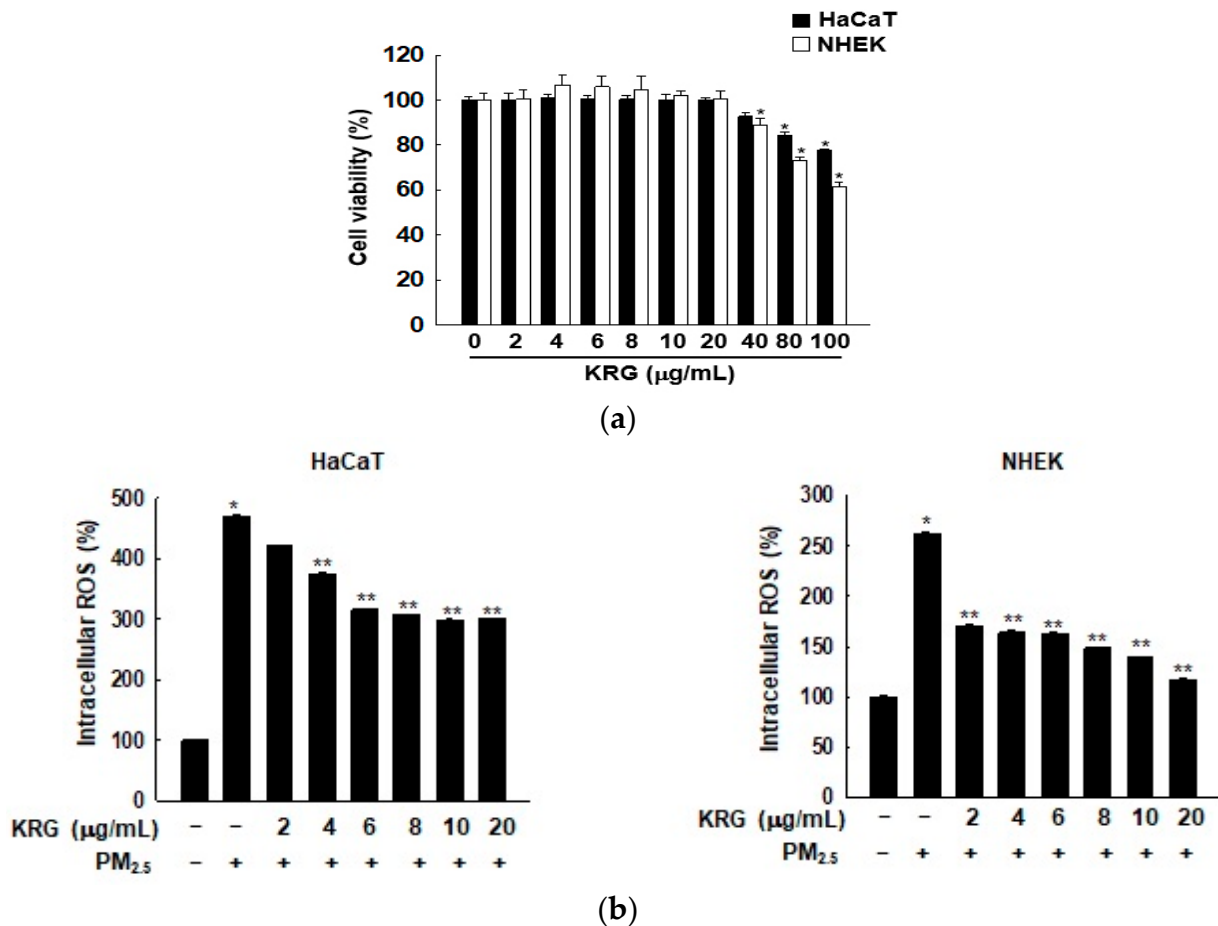 HaCaT
NHEK
120
100
80
60
40
20
0
Cell viability (%)
* * * * *
0 2 4 6 8 10 20 40 80 100
KRG (μg/mL)
(a)
HaCaT
500
400
300
200
100
0
Intracellular ROS (%)
* ** ** ** ** **
KRG (μg/mL) – – 2 4 6 8 10 20
PM2.5 – + + + + + + +
NHEK
300
250
200
150
100
50
0
Intracellular ROS (%)
* ** ** ** ** ** **
KRG (μg/mL) – – 2 4 6 8 10 20
PM2.5 – + + + + + + +
(b)